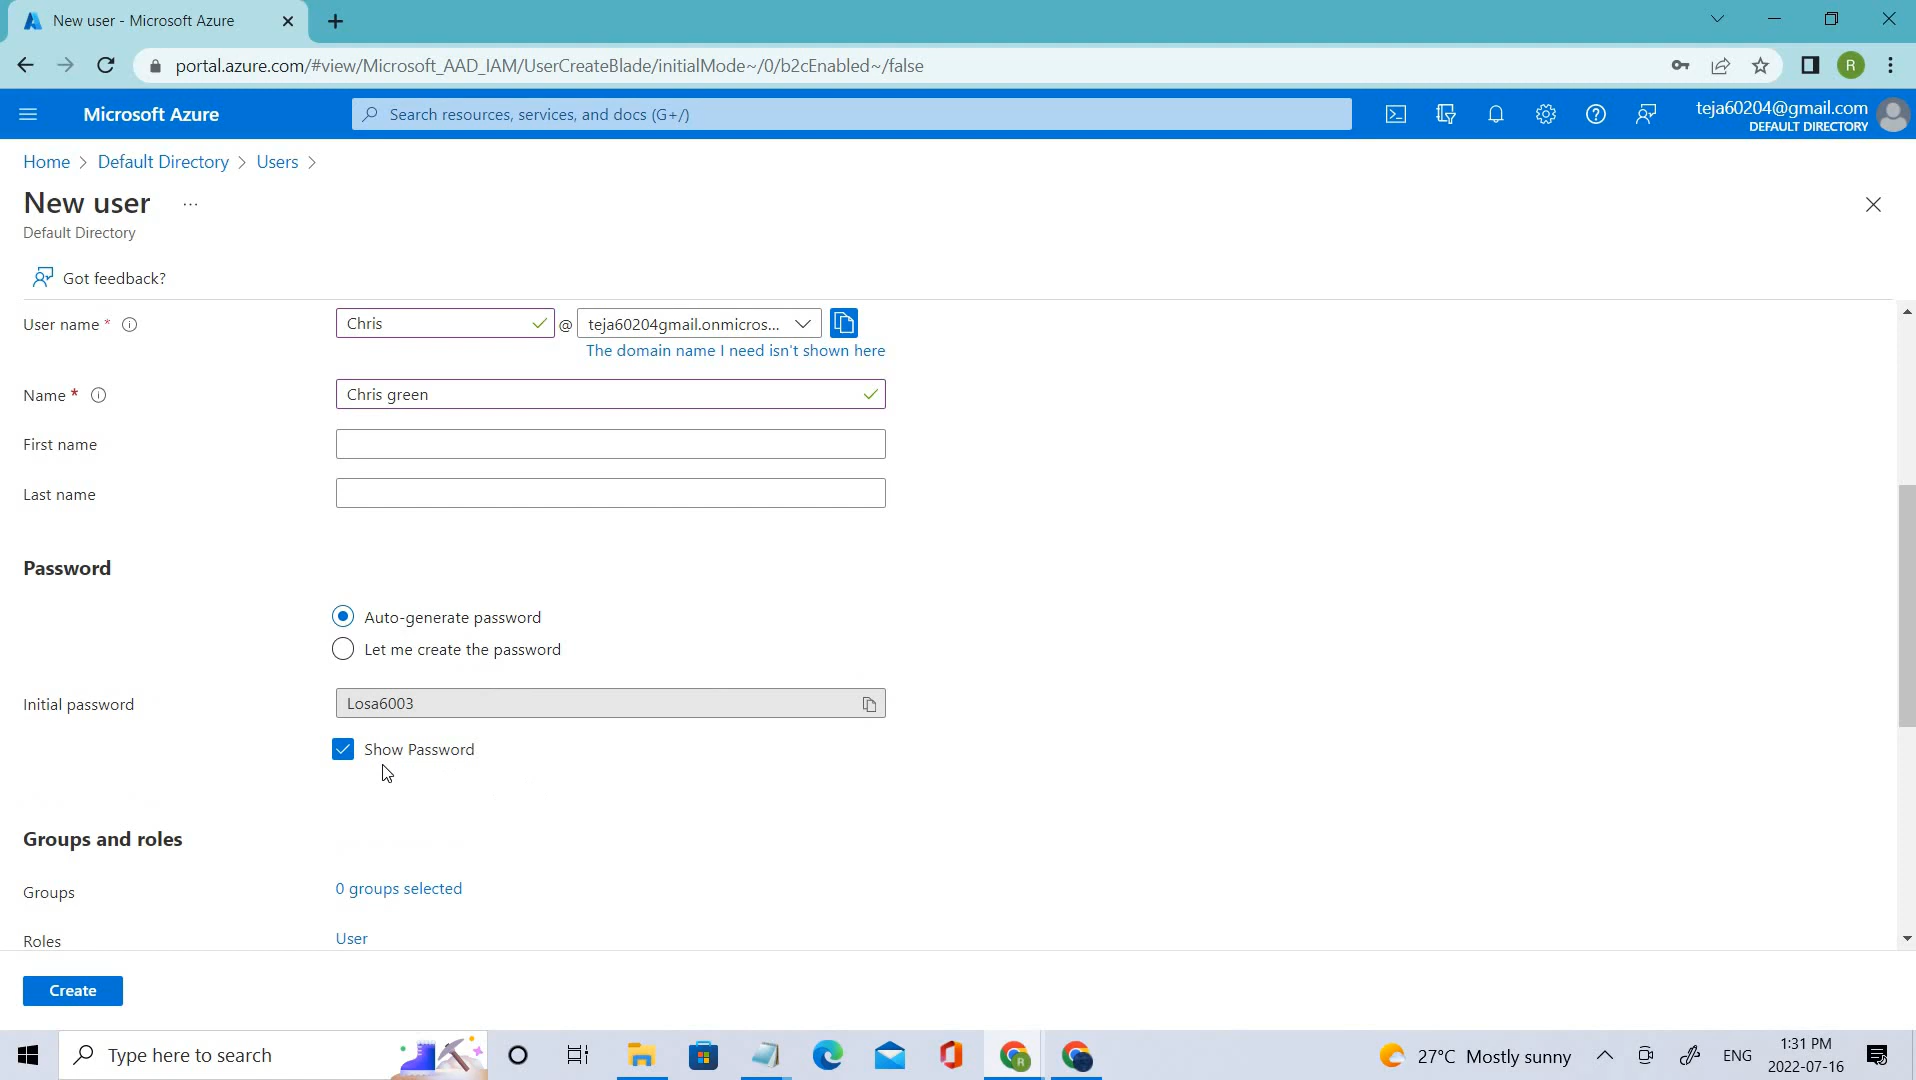 New user - Microsoft Azure
portal.azure.com/#view/Microsoft_AAD_IAM/UserCreateBlade/initialMode~/0/b2cEnabled~/false
R
Microsoft Azure
Search resources, services, and docs (G+/)
teja60204@gmail.com
DEFAULT DIRECTORY
Home > Default Directory > Users >
New user ...
Default Directory
Got feedback?
User name * Chris @ teja60204gmail.onmicros...
The domain name I need isn't shown here
Name * Chris green
First name
Last name
Password
Auto-generate password
Let me create the password
Initial password Losa6003
Show Password
Groups and roles
Groups 0 groups selected
Roles User
Create
Type here to search
27°C Mostly sunny
ENG
1:31 PM
2022-07-16